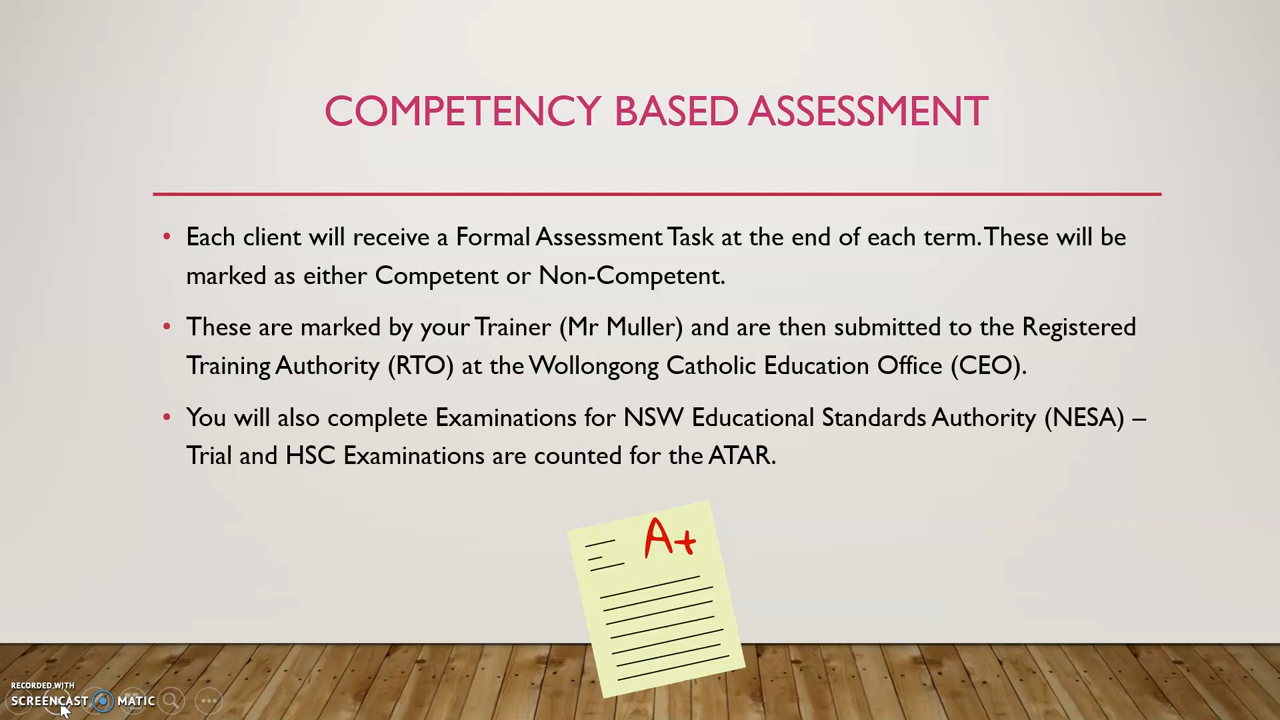 COMPETENCY BASED ASSESSMENT
• Each client will receive a Formal Assessment Task at the end of each term. These will be
marked as either Competent or Non-Competent.
• These are marked by your Trainer (Mr Muller) and are then submitted to the Registered
Training Authority (RTO) at the Wollongong Catholic Education Office (CEO).
• You will also complete Examinations for NSW Educational Standards Authority (NESA) –
Trial and HSC Examinations are counted for the ATAR.
A+
RECORDED WITH
SCREENCAST MATIC